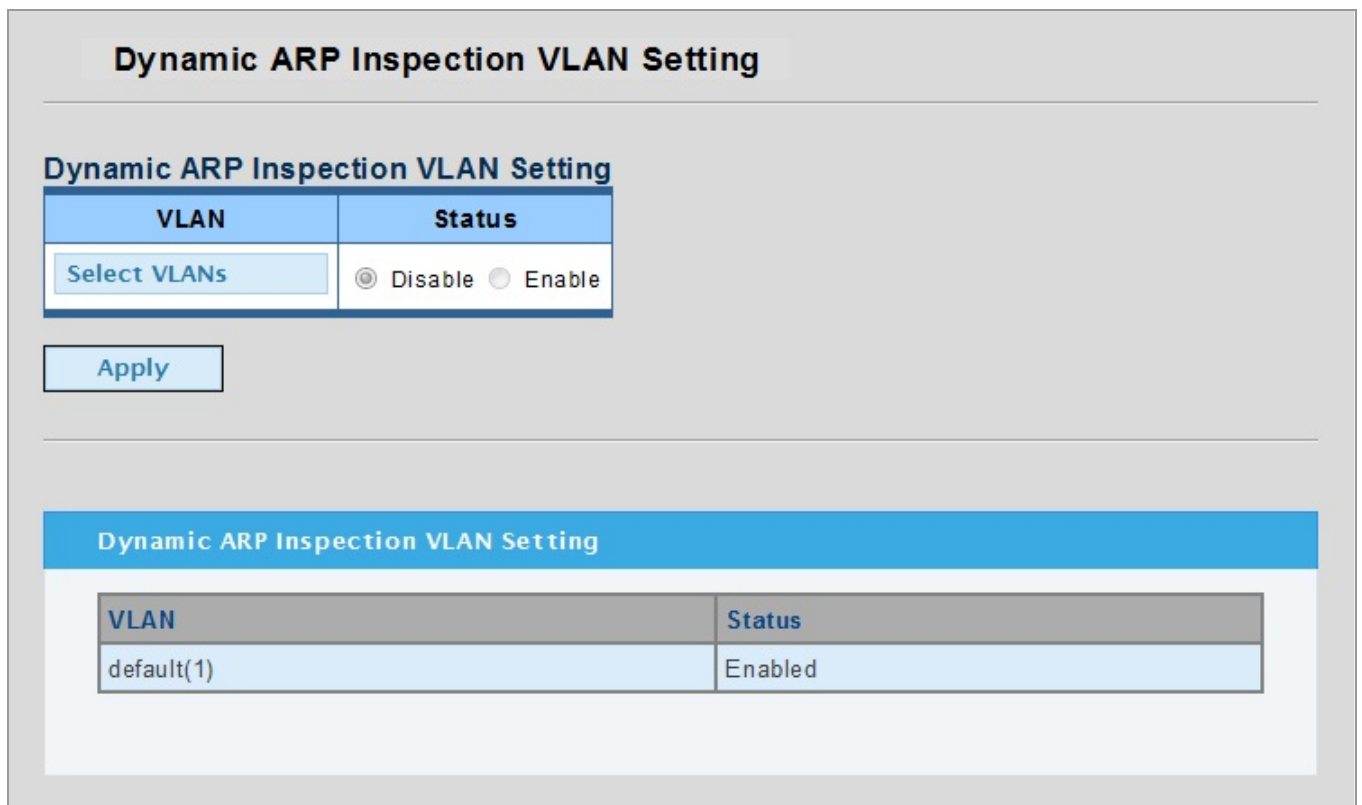 Dynamic ARP Inspection VLAN Setting
Dynamic ARP Inspection VLAN Setting
VLAN Status
Select VLANs Disable Enable
Apply
Dynamic ARP Inspection VLAN Setting
VLAN Status
default(1) Enabled